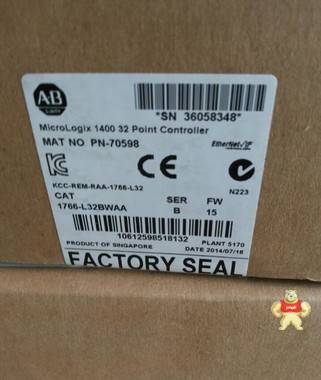 AB
"SN 36058348"
MicroLogix 1400 32 Point Controller
MAT NO PN-70598
EtherNet/IP
KCC-REM-RAA-1766-L32
CE
N223
CAT SER FW
1766-L32BWAA B 15
10612598518132
PRODUCT OF SINGAPORE PLANT 5170
DATE 2014/07/16
FACTORY SEAL